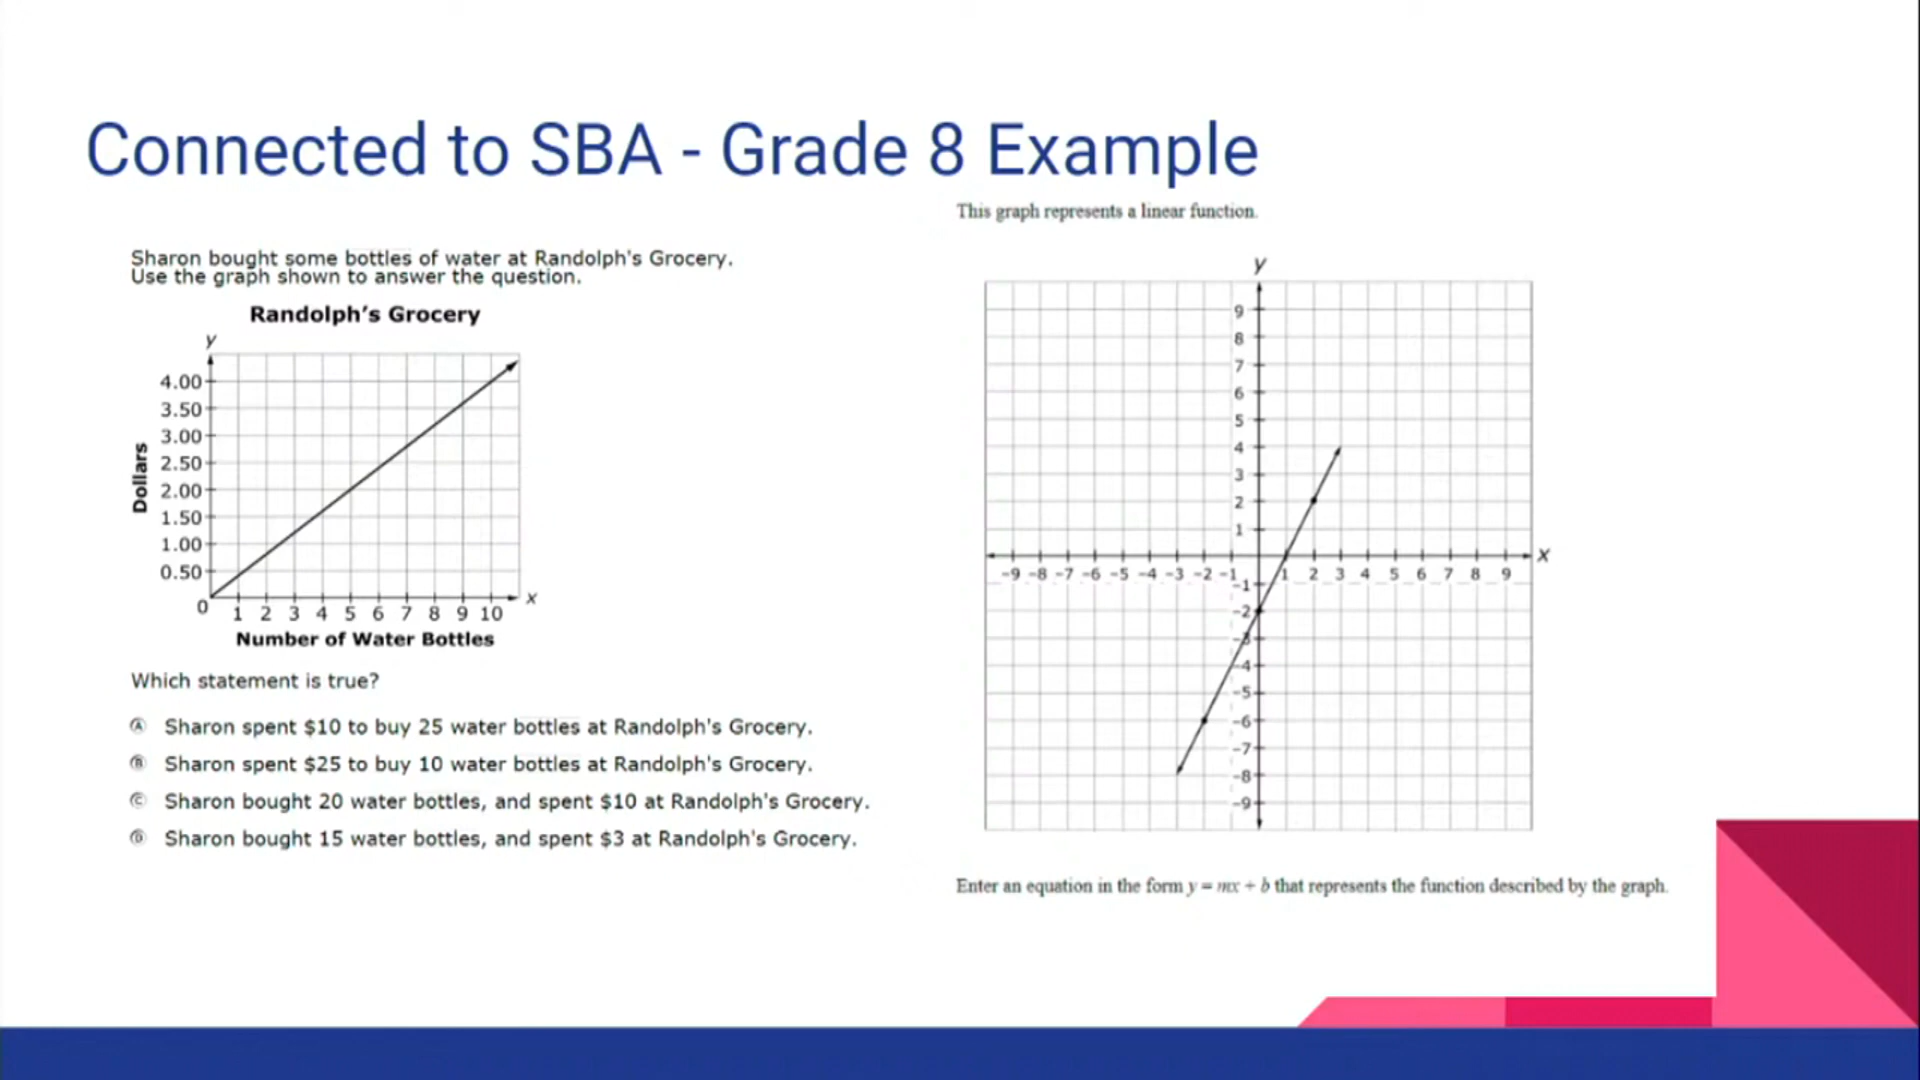 Connected to SBA - Grade 8 Example
Sharon bought some bottles of water at Randolph's Grocery.
Use the graph shown to answer the question.
Randolph's Grocery
y
4.00
3.50
3.00
2.50
2.00
1.50
1.00
0.50
0
1 2 3 4 5 6 7 8 9 10
x
Dollars
Number of Water Bottles
Which statement is true?
A Sharon spent $10 to buy 25 water bottles at Randolph's Grocery.
B Sharon spent $25 to buy 10 water bottles at Randolph's Grocery.
C Sharon bought 20 water bottles, and spent $10 at Randolph's Grocery.
D Sharon bought 15 water bottles, and spent $3 at Randolph's Grocery.
This graph represents a linear function.
y
9
8
7
6
5
4
3
2
1
x
-9 -8 -7 -6 -5 -4 -3 -2 -1 1 2 3 4 5 6 7 8 9
-1
-2
-3
-4
-5
-6
-7
-8
-9
Enter an equation in the form y = mx + b that represents the function described by the graph.